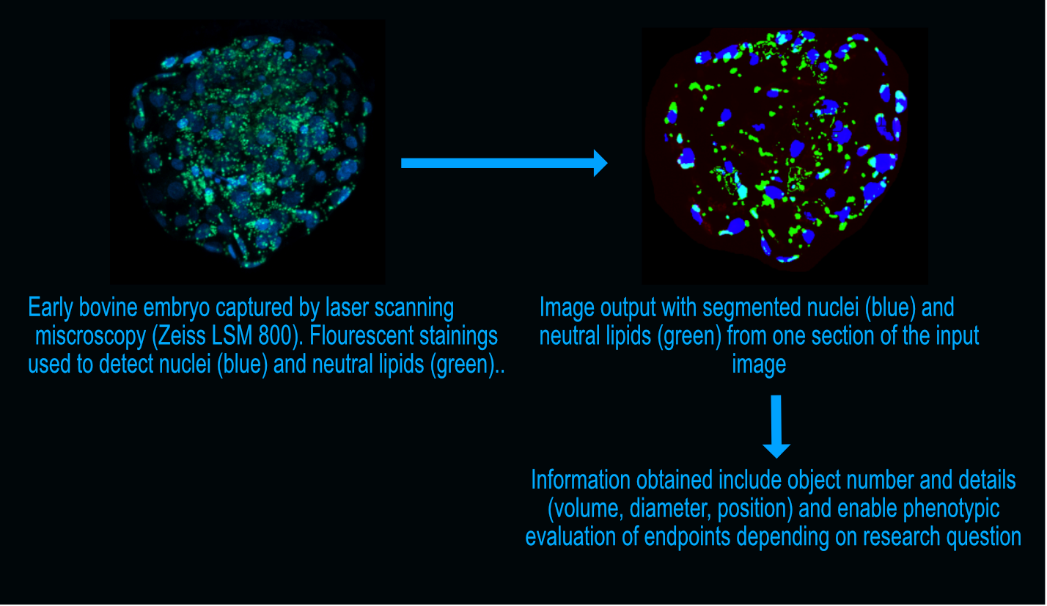 Early bovine embryo captured by laser scanning
miscroscopy (Zeiss LSM 800). Flourescent stainings
used to detect nuclei (blue) and neutral lipids (green)..
Image output with segmented nuclei (blue) and
neutral lipids (green) from one section of the input
image
Information obtained include object number and details
(volume, diameter, position) and enable phenotypic
evaluation of endpoints depending on research question